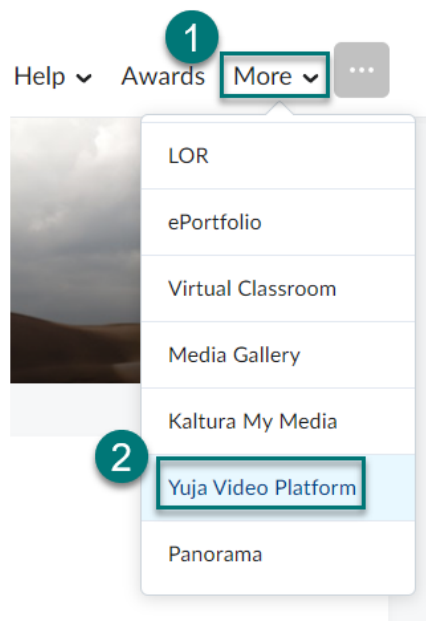 1
Help Awards More ...
LOR
ePortfolio
Virtual Classroom
Media Gallery
Kaltura My Media
2
Yuja Video Platform
Panorama